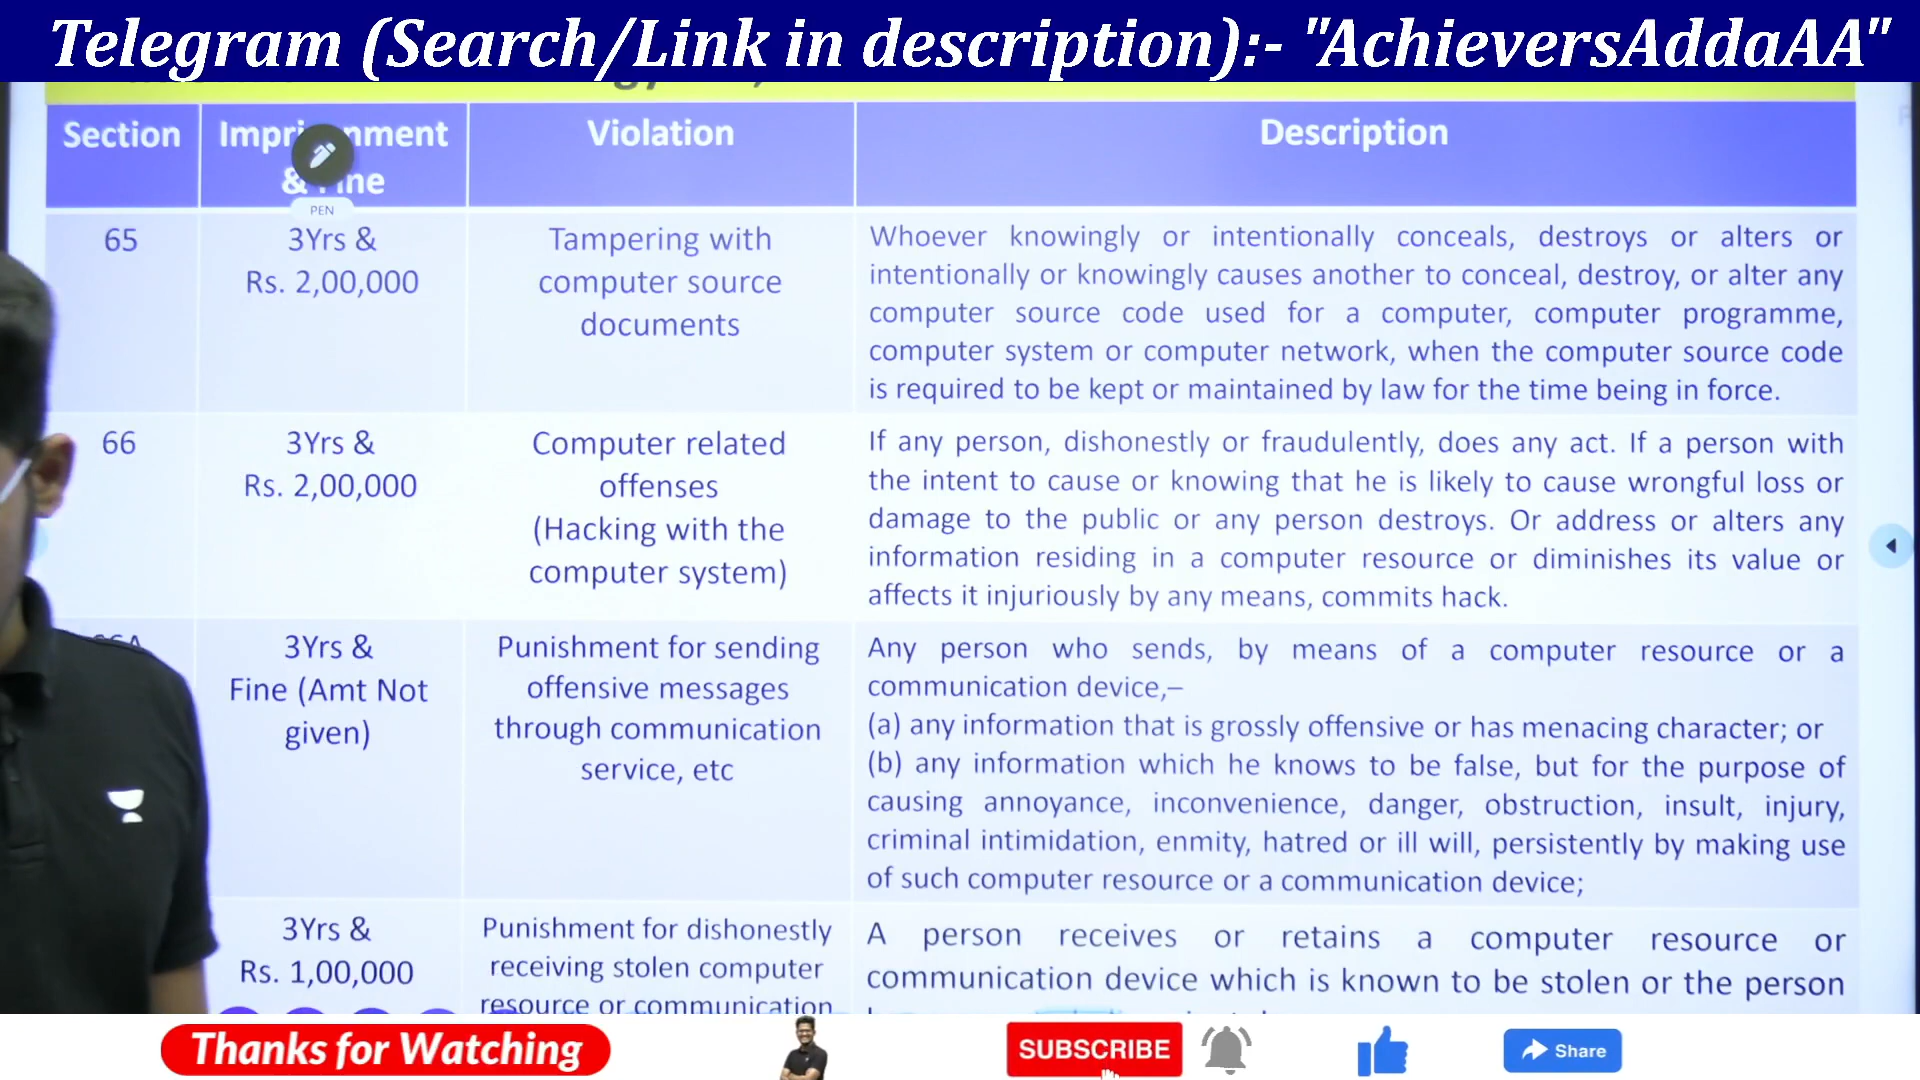 Telegram (Search/Link in description):- "AchieversAddaAA"
Section
Imprisonment
& Fine
PEN
Violation
Description
65
3Yrs &
Rs. 2,00,000
Tampering with
computer source
documents
Whoever knowingly or intentionally conceals, destroys or alters or
intentionally or knowingly causes another to conceal, destroy, or alter any
computer source code used for a computer, computer programme,
computer system or computer network, when the computer source code
is required to be kept or maintained by law for the time being in force.
66
3Yrs &
Rs. 2,00,000
Computer related
offenses
(Hacking with the
computer system)
If any person, dishonestly or fraudulently, does any act. If a person with
the intent to cause or knowing that he is likely to cause wrongful loss or
damage to the public or any person destroys. Or address or alters any
information residing in a computer resource or diminishes its value or
affects it injuriously by any means, commits hack.
3Yrs &
Fine (Amt Not
given)
Punishment for sending
offensive messages
through communication
service, etc
Any person who sends, by means of a computer resource or a
communication device,–
(a) any information that is grossly offensive or has menacing character; or
(b) any information which he knows to be false, but for the purpose of
causing annoyance, inconvenience, danger, obstruction, insult, injury,
criminal intimidation, enmity, hatred or ill will, persistently by making use
of such computer resource or a communication device;
3Yrs &
Rs. 1,00,000
Punishment for dishonestly
receiving stolen computer
resource or communication
A person receives or retains a computer resource or
communication device which is known to be stolen or the person
Thanks for Watching
SUBSCRIBE
Share